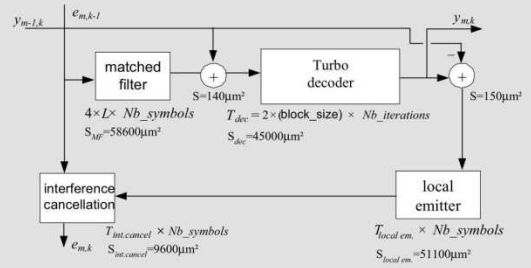 e_{m,k-1}
y_{m-1,k}
y_{m,k}
matched
filter
+
Turbo
decoder
−
+
S=140µm²
S=150µm²
4×L× Nb_symbols
S_{MF}=58600µm²
T_{dec} = 2×(block_size) × Nb_iterations
S_{dec}=45000µm²
interference
cancellation
local
emitter
T_{int.cancel} × Nb_symbols
S_{int.cancel}=9600µm²
T_{local em.} × Nb_symbols
S_{local em.}=51100µm²
e_{m,k}